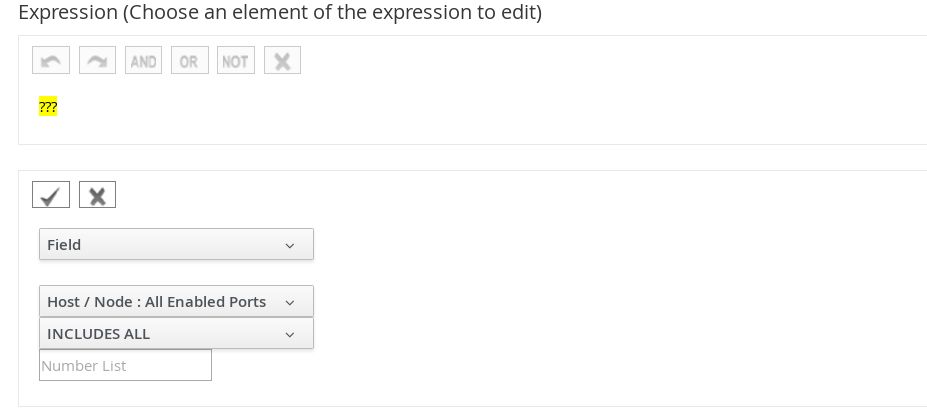 Expression (Choose an element of the expression to edit)
AND OR NOT
???
Field
Host / Node : All Enabled Ports
INCLUDES ALL
Number List